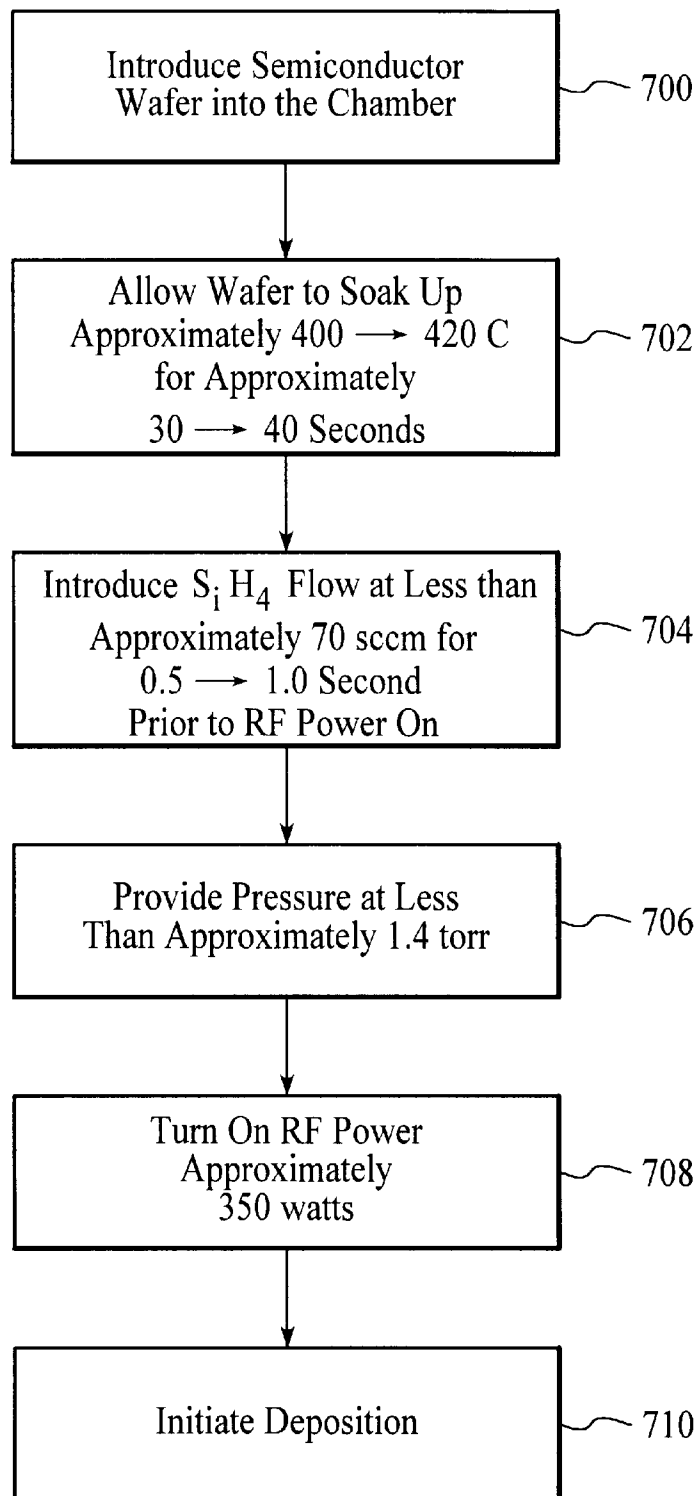 Introduce Semiconductor
Wafer into the Chamber
700
Allow Wafer to Soak Up
Approximately 400 → 420 C
for Approximately
30 → 40 Seconds
702
Introduce SiH4 Flow at Less than
Approximately 70 sccm for
0.5 → 1.0 Second
Prior to RF Power On
704
Provide Pressure at Less
Than Approximately 1.4 torr
706
Turn On RF Power
Approximately
350 watts
708
Initiate Deposition
710